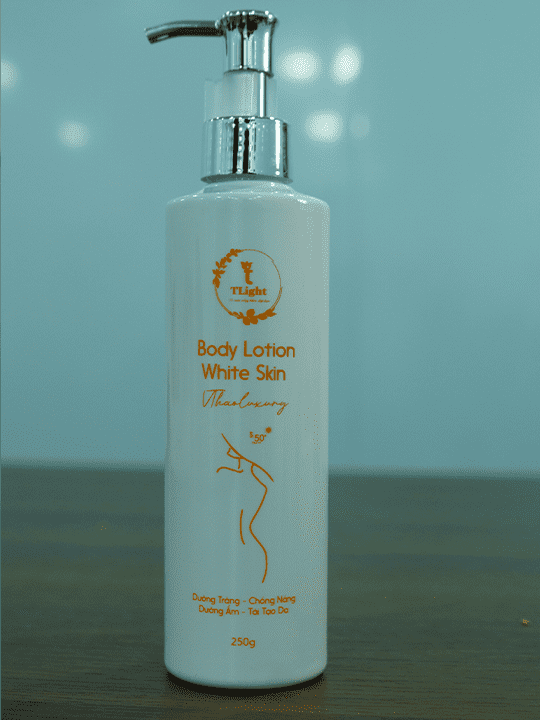 TLight
Body Lotion
White Skin
Thaoluxury
50+
Dưỡng Trắng - Chống Nắng
Dưỡng Ẩm - Tái Tạo Da
250g